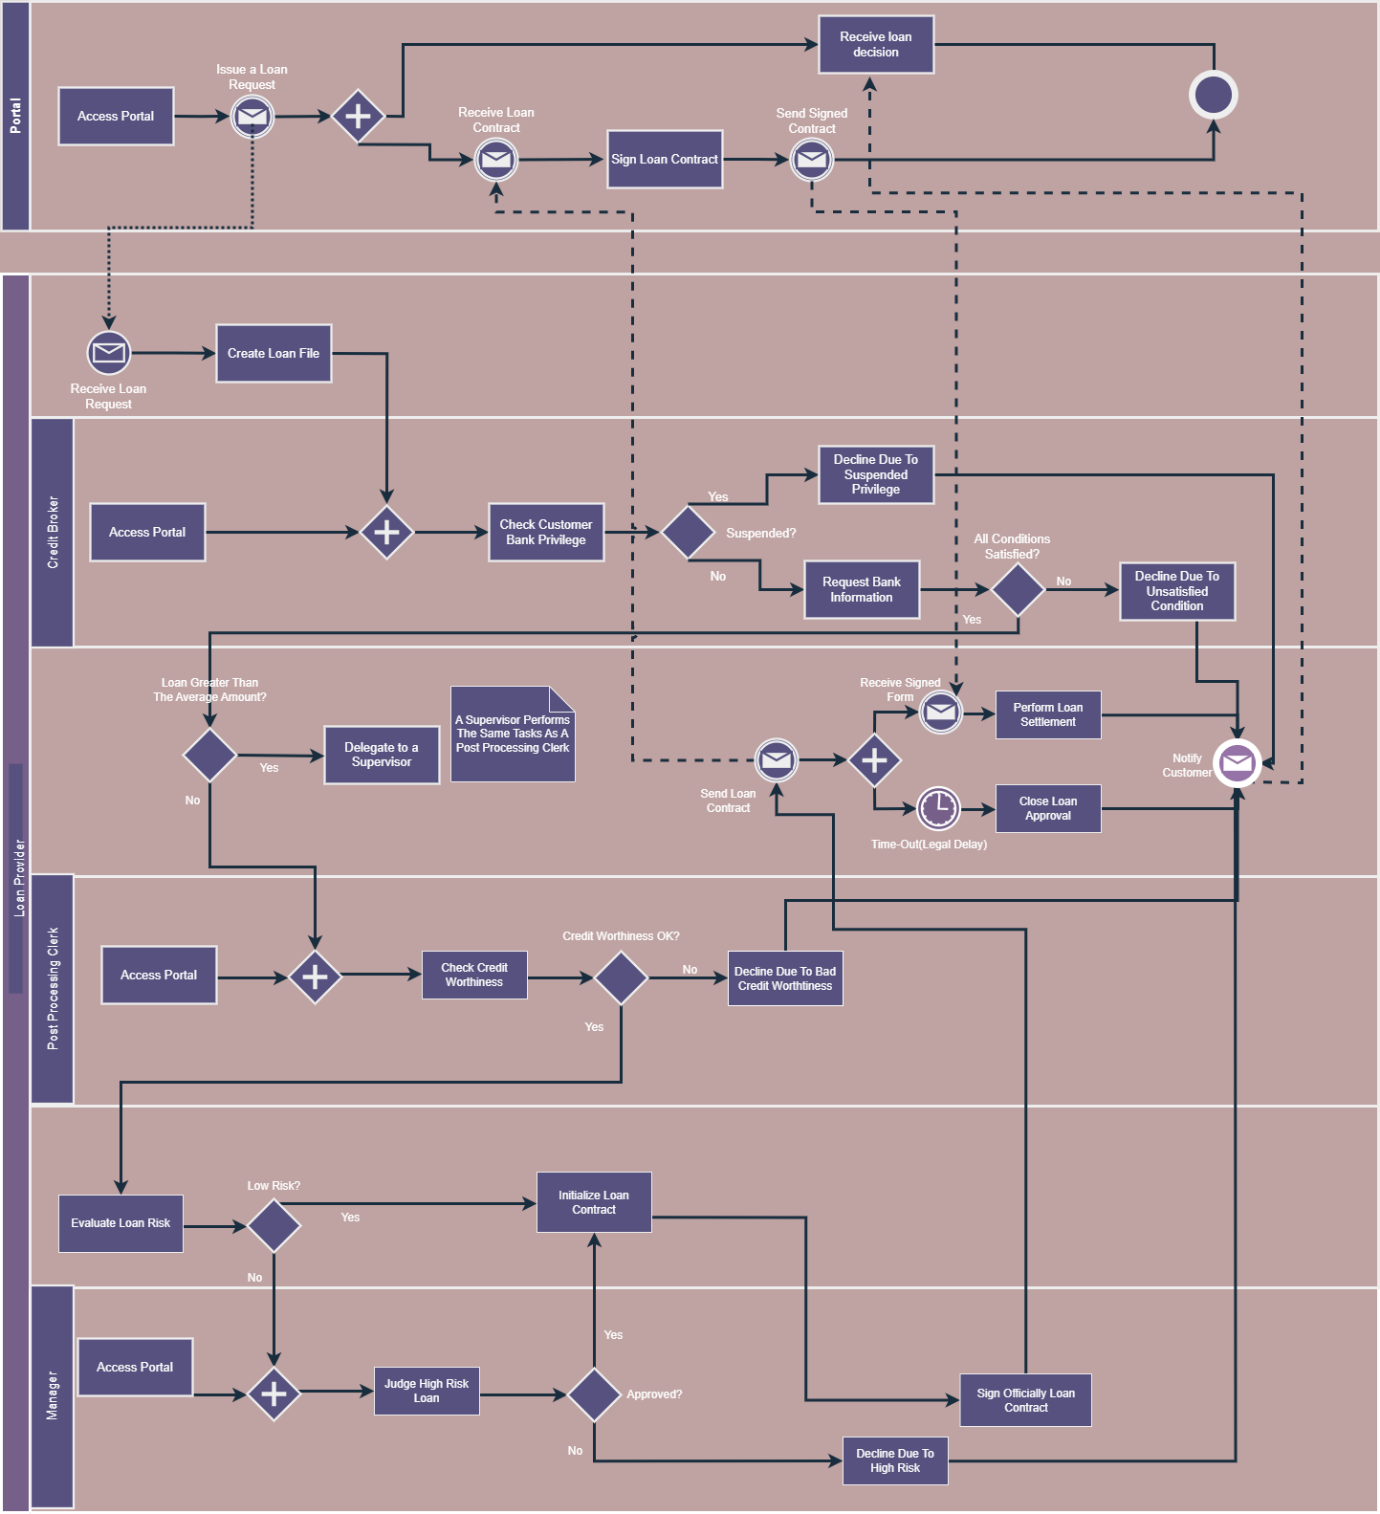 Portal
Issue a Loan
Request
Access Portal
Receive Loan
Contract
Sign Loan Contract
Send Signed
Contract
Receive loan
decision
Loan Provider
Receive Loan
Request
Create Loan File
Credit Broker
Access Portal
Check Customer
Bank Privilege
Yes
Suspended?
No
Decline Due To
Suspended
Privilege
Request Bank
Information
All Conditions
Satisfied?
No
Yes
Decline Due To
Unsatisfied
Condition
Loan Greater Than
The Average Amount?
Yes
No
Delegate to a
Supervisor
A Supervisor Performs
The Same Tasks As A
Post Processing Clerk
Send Loan
Contract
Receive Signed
Form
Perform Loan
Settlement
Time-Out(Legal Delay)
Close Loan
Approval
Notify
Customer
Post Processing Clerk
Access Portal
Check Credit
Worthiness
Credit Worthiness OK?
No
Yes
Decline Due To Bad
Credit Worthtiness
Evaluate Loan Risk
Low Risk?
Yes
No
Initialize Loan
Contract
Manager
Access Portal
Judge High Risk
Loan
Yes
Approved?
No
Sign Officially Loan
Contract
Decline Due To
High Risk